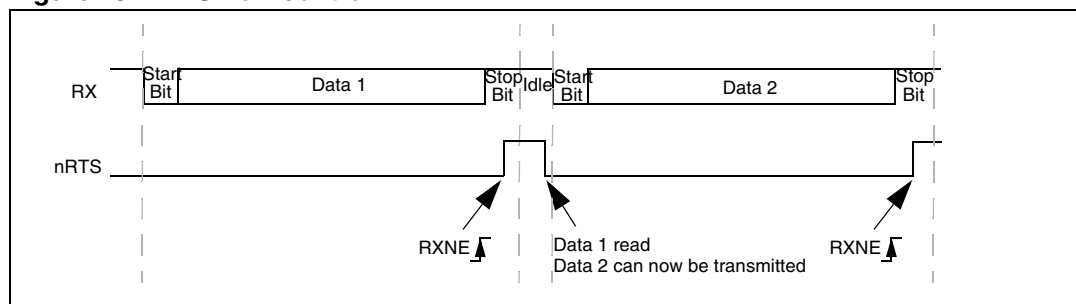 RX
Start
Bit
Data 1
Stop
Bit
Idle
Start
Bit
Data 2
Stop
Bit
nRTS
RXNE
Data 1 read
Data 2 can now be transmitted
RXNE